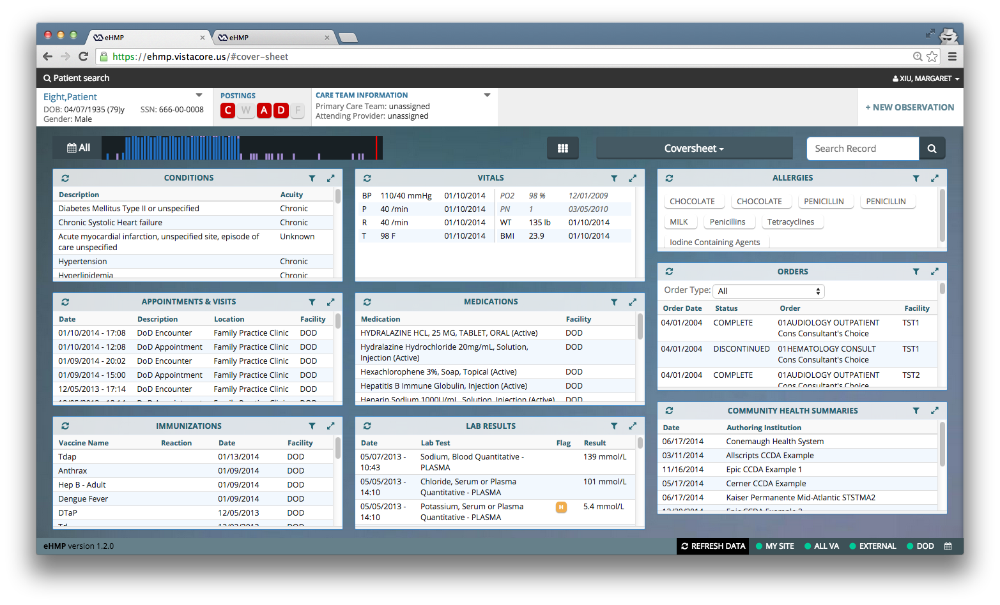 eHMP
eHMP
https://ehmp.vistacore.us/#cover-sheet
Patient search
XIU, MARGARET
Eight,Patient
DOB: 04/07/1935 (79)y SSN: 666-00-0008
Gender: Male
POSTINGS
C W A D F
CARE TEAM INFORMATION
Primary Care Team: unassigned
Attending Provider: unassigned
+ NEW OBSERVATION
All
Coversheet
Search Record
CONDITIONS
Description Acuity
Diabetes Mellitus Type II or unspecified Chronic
Chronic Systolic Heart failure Chronic
Acute myocardial infarction, unspecified site, episode of Unknown
care unspecified
Hypertension Chronic
Hyperlipidemia Chronic
VITALS
BP 110/40 mmHg 01/10/2014 PO2 98 % 12/01/2009
P 40 /min 01/10/2014 PN 1 03/05/2010
R 40 /min 01/10/2014 WT 135 lb 01/10/2014
T 98 F 01/10/2014 BMI 23.9 01/10/2014
ALLERGIES
CHOCOLATE CHOCOLATE PENICILLIN PENICILLIN
MILK Penicillins Tetracyclines
Iodine Containing Agents
APPOINTMENTS & VISITS
Date Description Location Facility
01/10/2014 - 17:08 DoD Encounter Family Practice Clinic DOD
01/10/2014 - 12:08 DoD Appointment Family Practice Clinic DOD
01/09/2014 - 20:02 DoD Encounter Family Practice Clinic DOD
01/09/2014 - 15:00 DoD Appointment Family Practice Clinic DOD
12/05/2013 - 17:14 DoD Encounter Family Practice Clinic DOD
MEDICATIONS
Medication Facility
HYDRALAZINE HCL, 25 MG, TABLET, ORAL (Active) DOD
Hydralazine Hydrochloride 20mg/mL, Solution, DOD
Injection (Active)
Hexachlorophene 3%, Soap, Topical (Active) DOD
Hepatitis B Immune Globulin, Injection (Active) DOD
Heparin Sodium 1000U/mL, Solution, Injection (Active) DOD
ORDERS
Order Type: All
Order Date Status Order Facility
04/01/2004 COMPLETE 01AUDIOLOGY OUTPATIENT TST1
Cons Consultant's Choice
04/01/2004 DISCONTINUED 01HEMATOLOGY CONSULT TST1
Cons Consultant's Choice
04/01/2004 COMPLETE 01AUDIOLOGY OUTPATIENT TST2
Cons Consultant's Choice
IMMUNIZATIONS
Vaccine Name Reaction Date Facility
Tdap 01/13/2014 DOD
Anthrax 01/09/2014 DOD
Hep B - Adult 01/09/2014 DOD
Dengue Fever 01/09/2014 DOD
DTaP 12/05/2013 DOD
LAB RESULTS
Date Lab Test Flag Result
05/07/2013 - Sodium, Blood Quantitative - 139 mmol/L
10:43 PLASMA
05/05/2013 - Chloride, Serum or Plasma 101 mmol/L
14:10 Quantitative - PLASMA
05/05/2013 - Potassium, Serum or Plasma H 5.4 mmol/L
14:10 Quantitative - PLASMA
COMMUNITY HEALTH SUMMARIES
Date Authoring Institution
06/17/2014 Conemaugh Health System
03/11/2014 Allscripts CCDA Example
11/16/2014 Epic CCDA Example 1
05/17/2014 Cerner CCDA Example
06/17/2014 Kaiser Permanente Mid-Atlantic STSTMA2
eHMP version 1.2.0
REFRESH DATA MY SITE ALL VA EXTERNAL DOD